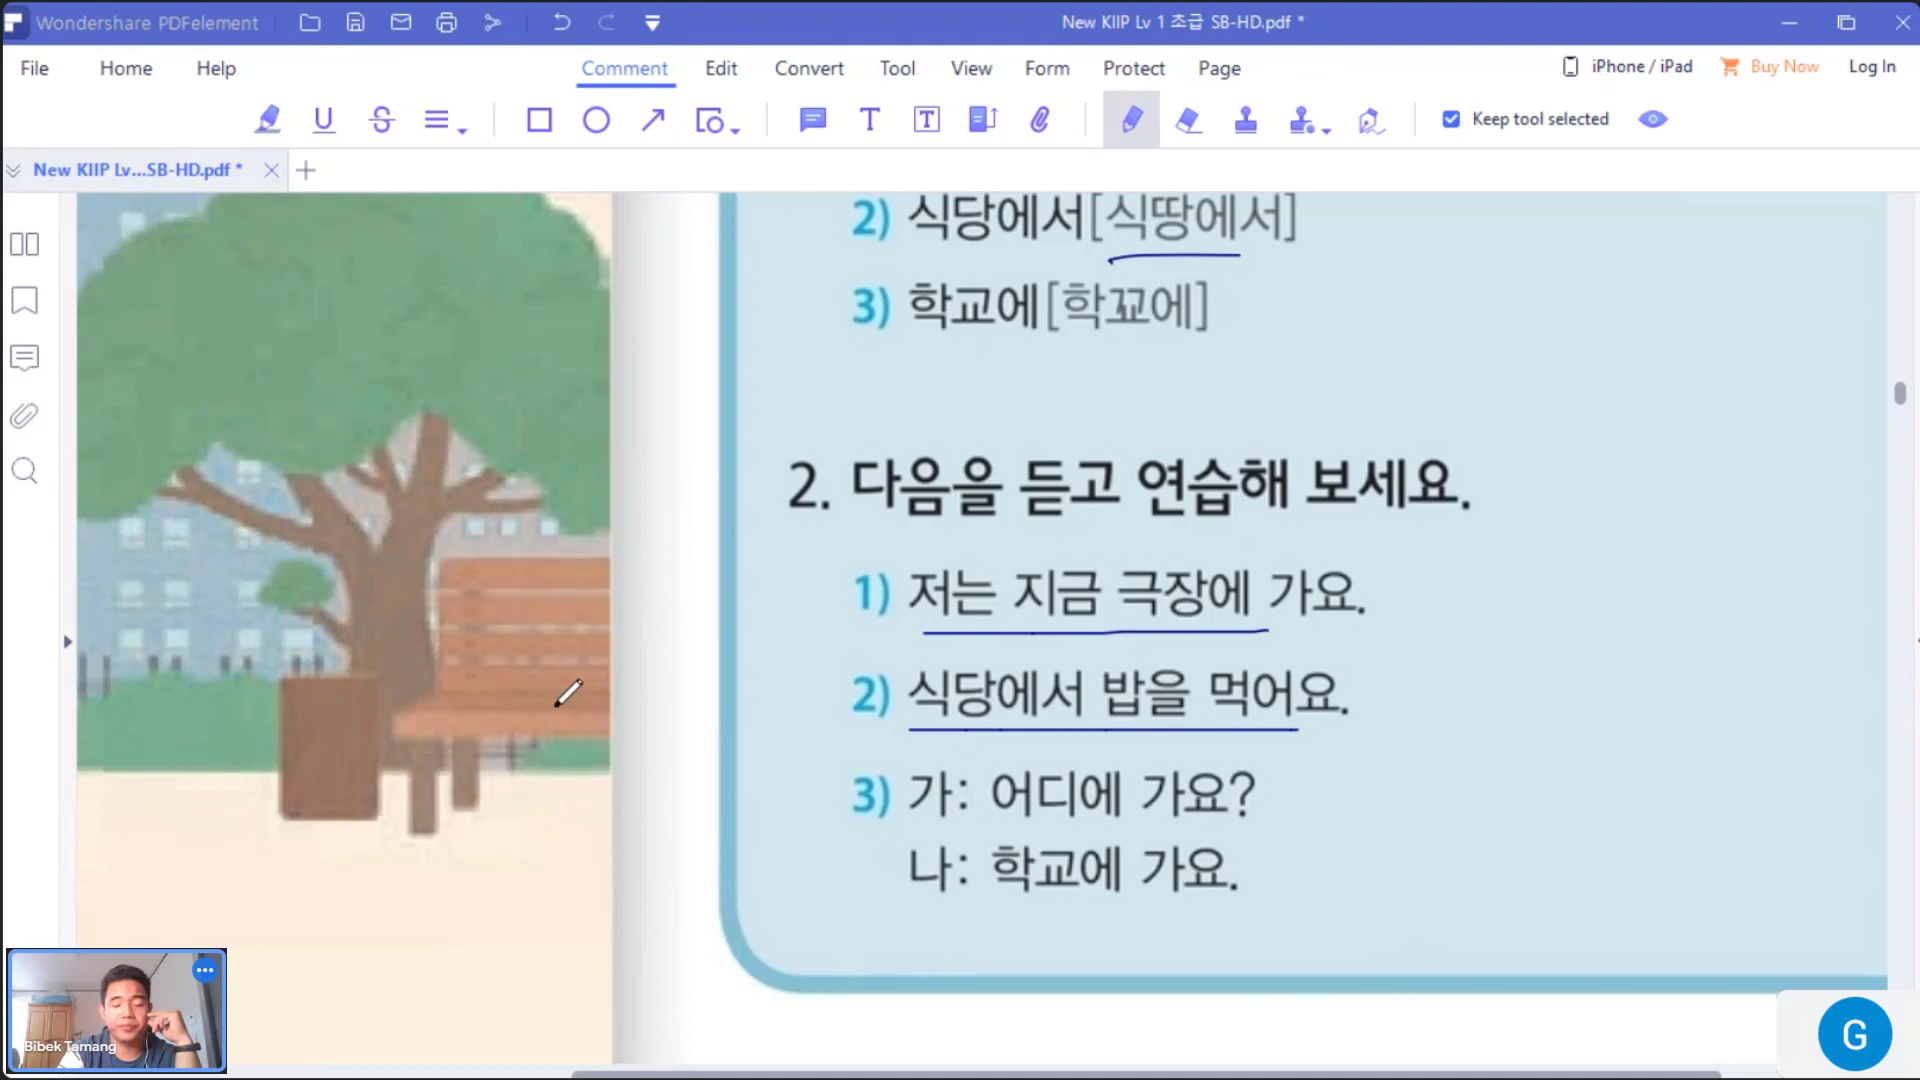 Wondershare PDFelement
New KIIP Lv 1 초급 SB-HD.pdf *
File Home Help Comment Edit Convert Tool View Form Protect Page iPhone / iPad Buy Now Log In
Keep tool selected
New KIIP Lv...SB-HD.pdf *
2) 식당에서[식땅에서]
3) 학교에[학꾜에]
2. 다음을 듣고 연습해 보세요.
1) 저는 지금 극장에 가요.
2) 식당에서 밥을 먹어요.
3) 가: 어디에 가요?
나: 학교에 가요.
Bibek Tamang
G